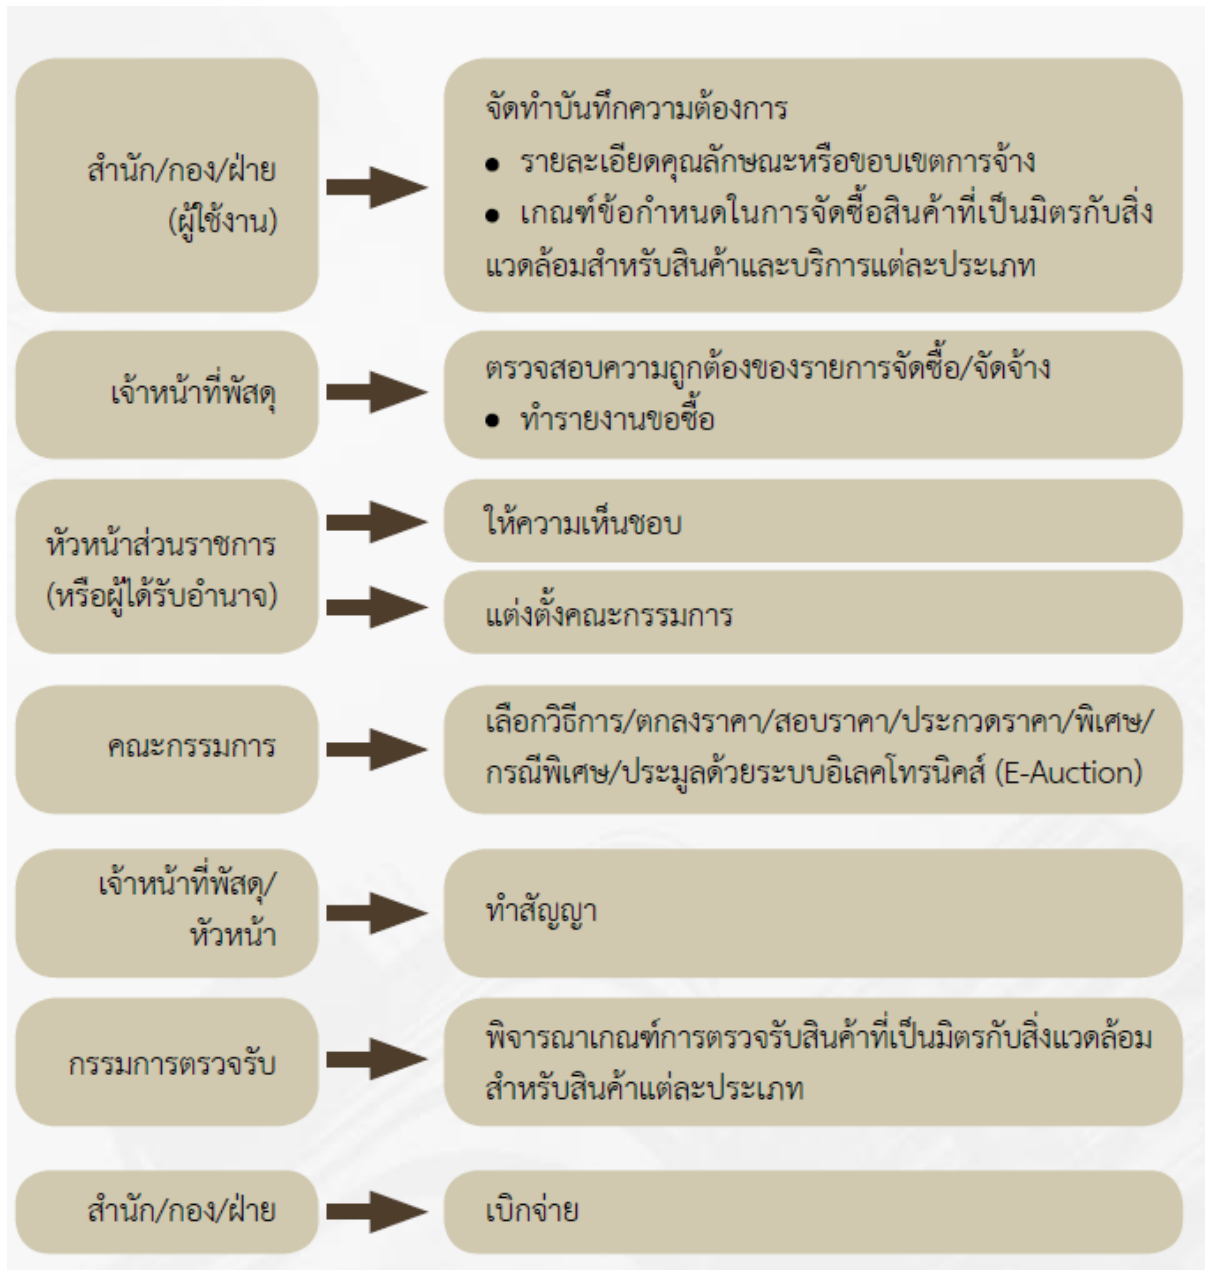 สำนัก/กอง/ฝ่าย
(ผู้ใช้งาน)
จัดทำบันทึกความต้องการ
● รายละเอียดคุณลักษณะหรือขอบเขตการจ้าง
● เกณฑ์ข้อกำหนดในการจัดซื้อสินค้าที่เป็นมิตรกับสิ่ง
แวดล้อมสำหรับสินค้าและบริการแต่ละประเภท
เจ้าหน้าที่พัสดุ
ตรวจสอบความถูกต้องของรายการจัดซื้อ/จัดจ้าง
● ทำรายงานขอซื้อ
หัวหน้าส่วนราชการ
(หรือผู้ได้รับอำนาจ)
ให้ความเห็นชอบ
แต่งตั้งคณะกรรมการ
คณะกรรมการ
เลือกวิธีการ/ตกลงราคา/สอบราคา/ประกวดราคา/พิเศษ/
กรณีพิเศษ/ประมูลด้วยระบบอิเลคโทรนิคส์ (E-Auction)
เจ้าหน้าที่พัสดุ/
หัวหน้า
ทำสัญญา
กรรมการตรวจรับ
พิจารณาเกณฑ์การตรวจรับสินค้าที่เป็นมิตรกับสิ่งแวดล้อม
สำหรับสินค้าแต่ละประเภท
สำนัก/กอง/ฝ่าย
เบิกจ่าย